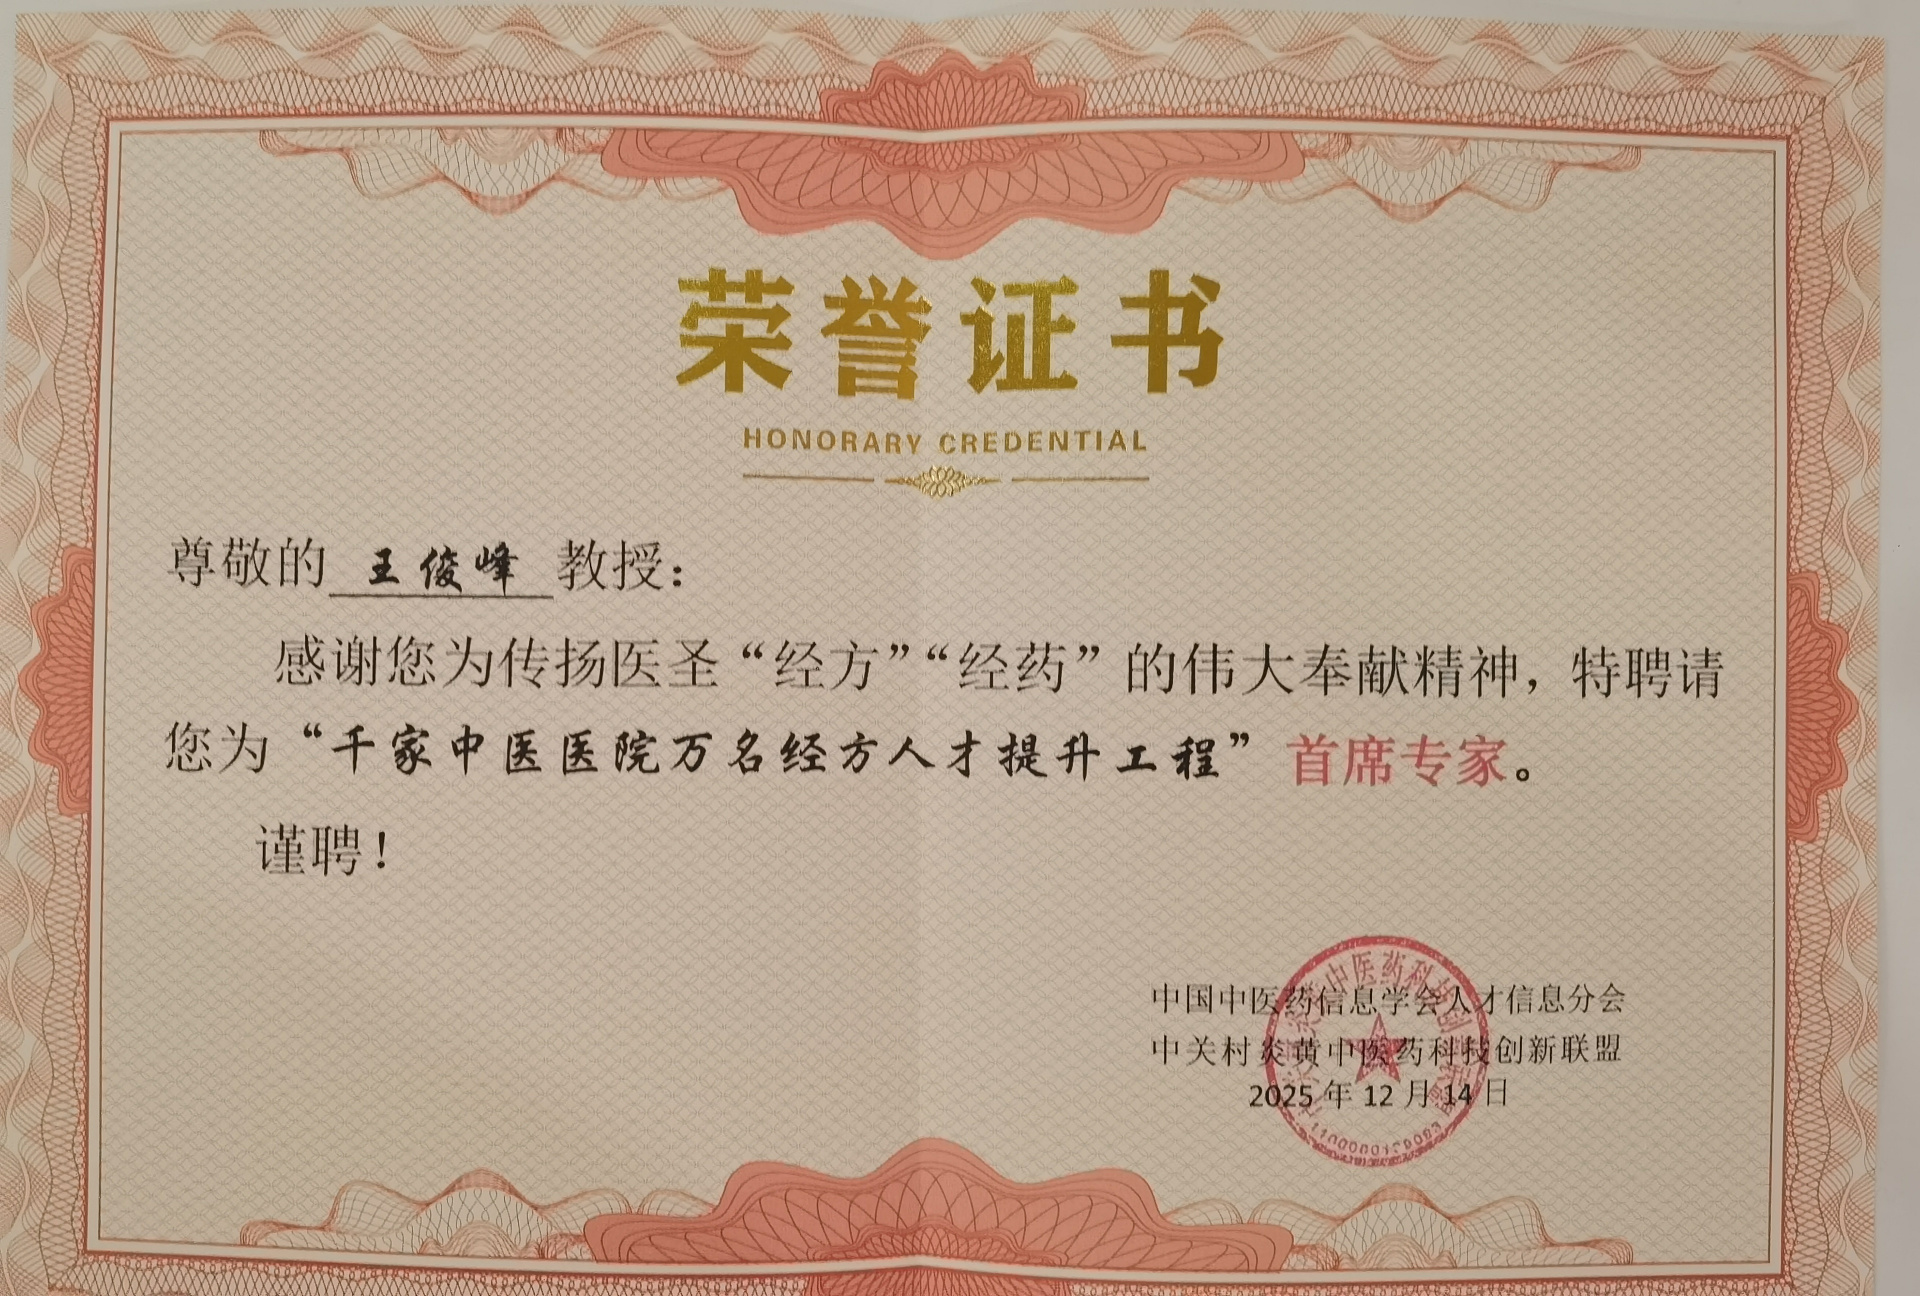 荣誉证书
HONORARY CREDENTIAL
尊敬的 王俊峰 教授：
感谢您为传扬医圣“经方”“经药”的伟大奉献精神，特聘请
您为“千家中医医院万名经方人才提升工程”首席专家。
谨聘！
中国中医药信息学会人才信息分会
中关村炎黄中医药科技创新联盟
2025年12月14日